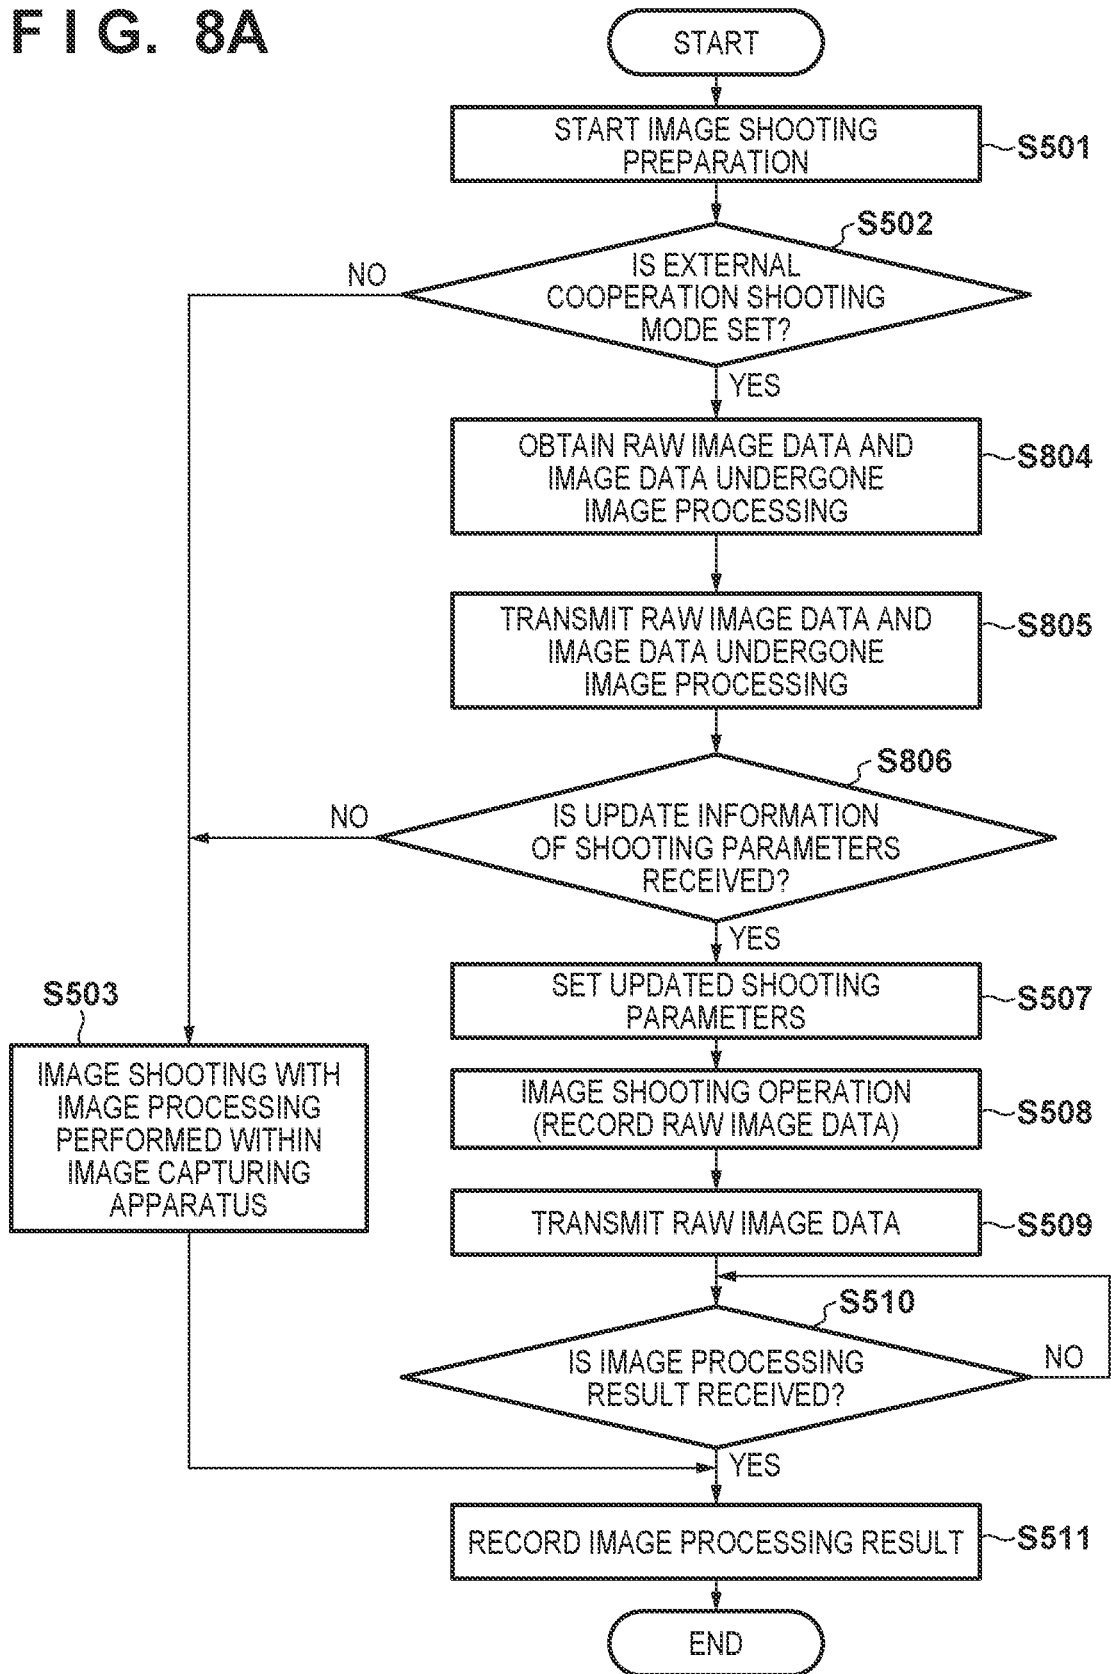 FIG. 8A
START
START IMAGE SHOOTING
PREPARATION
S501
S502
IS EXTERNAL
COOPERATION SHOOTING
MODE SET?
NO
YES
OBTAIN RAW IMAGE DATA AND
IMAGE DATA UNDERGONE
IMAGE PROCESSING
S804
TRANSMIT RAW IMAGE DATA AND
IMAGE DATA UNDERGONE
IMAGE PROCESSING
S805
S806
IS UPDATE INFORMATION
OF SHOOTING PARAMETERS
RECEIVED?
NO
YES
SET UPDATED SHOOTING
PARAMETERS
S507
S503
IMAGE SHOOTING WITH
IMAGE PROCESSING
PERFORMED WITHIN
IMAGE CAPTURING
APPARATUS
IMAGE SHOOTING OPERATION
(RECORD RAW IMAGE DATA)
S508
TRANSMIT RAW IMAGE DATA
S509
S510
IS IMAGE PROCESSING
RESULT RECEIVED?
NO
YES
RECORD IMAGE PROCESSING RESULT
S511
END